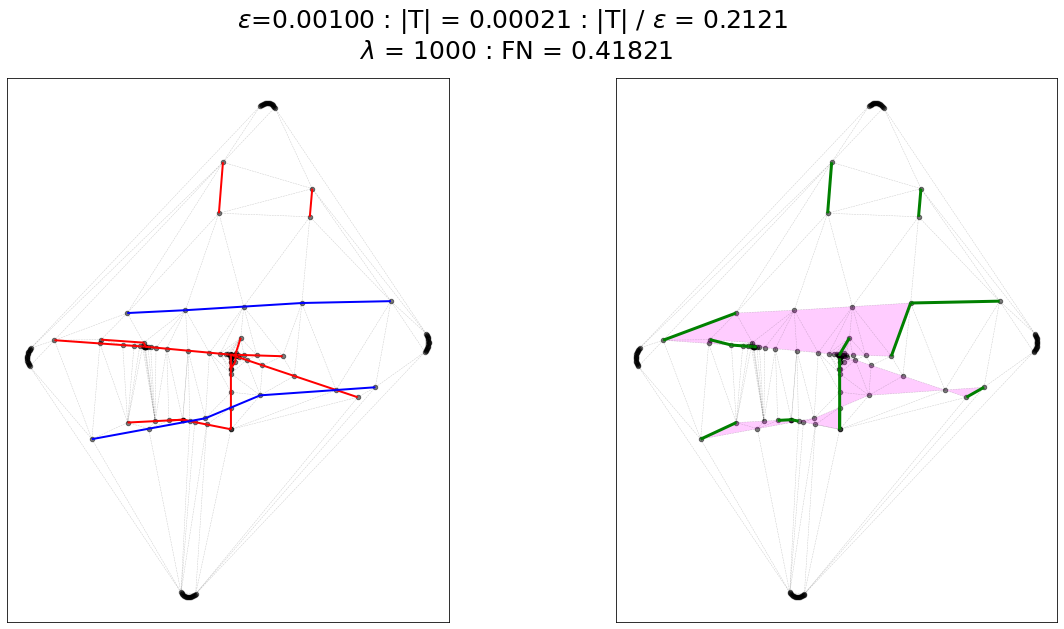 ε=0.00100 : |T| = 0.00021 : |T| / ε = 0.2121
λ = 1000 : FN = 0.41821